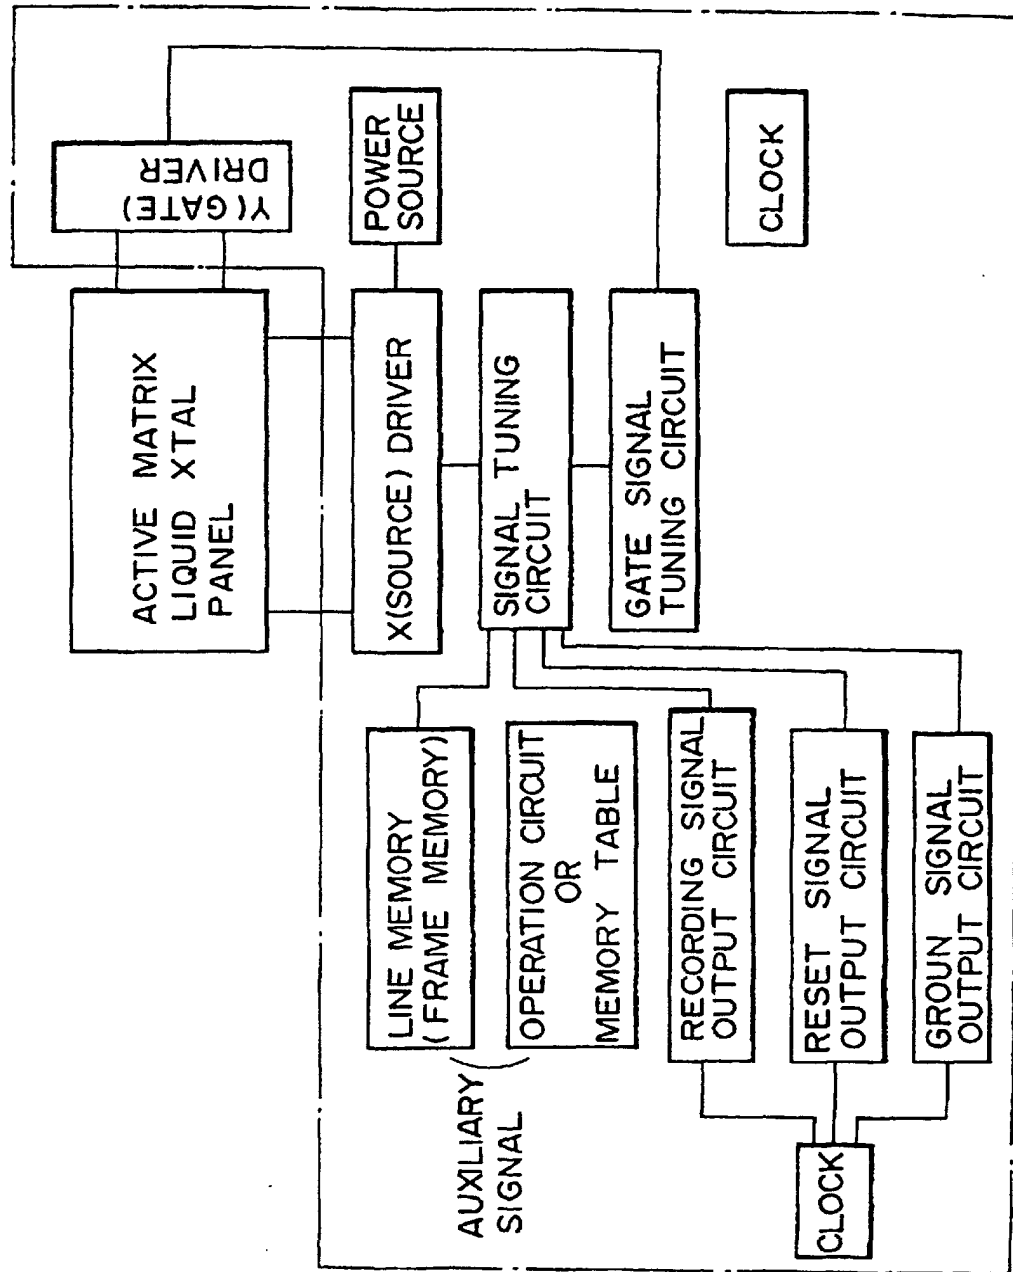 ACTIVE MATRIX
LIQUID XTAL
PANEL
Y(GATE)
DRIVER
X(SOURCE) DRIVER
POWER
SOURCE
LINE MEMORY
(FRAME MEMORY)
AUXILIARY
SIGNAL
OPERATION CIRCUIT
OR
MEMORY TABLE
SIGNAL TUNING
CIRCUIT
GATE SIGNAL
TUNING CIRCUIT
RECORDING SIGNAL
OUTPUT CIRCUIT
RESET SIGNAL
OUTPUT CIRCUIT
GROUN SIGNAL
OUTPUT CIRCUIT
CLOCK
CLOCK